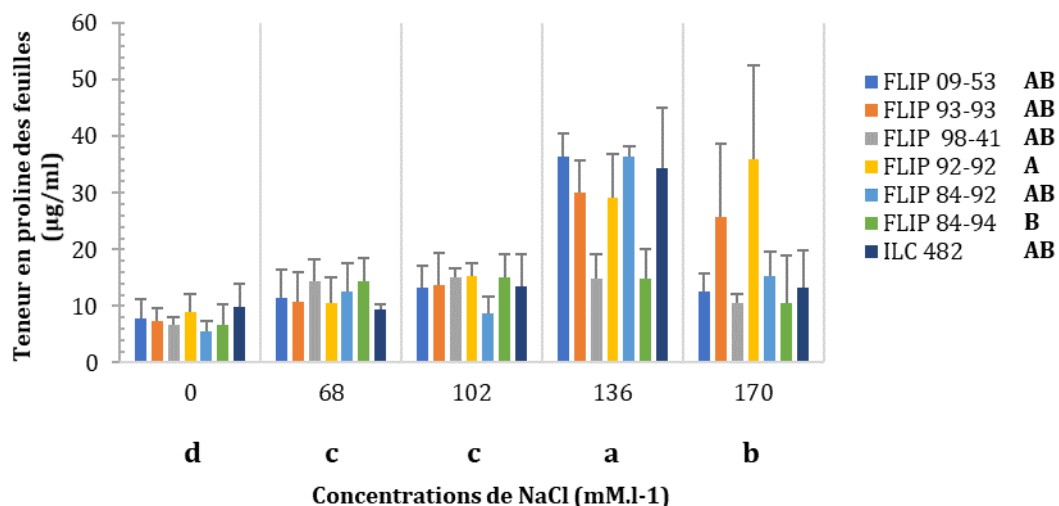 Teneur en proline des feuilles
(µg/ml)
60
50
40
30
20
10
0
0 68 102 136 170
d c c a b
Concentrations de NaCl (mM.l-1)
FLIP 09-53 AB
FLIP 93-93 AB
FLIP 98-41 AB
FLIP 92-92 A
FLIP 84-92 AB
FLIP 84-94 B
ILC 482 AB